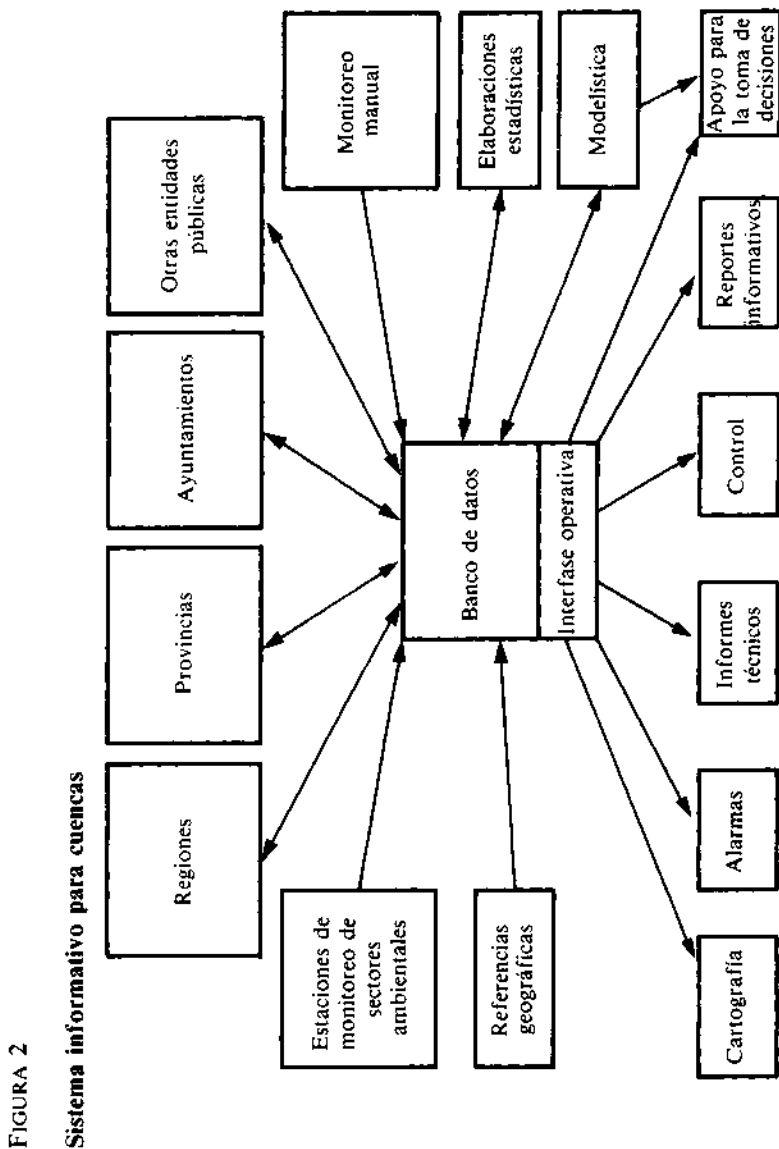 FIGURA 2
Sistema informativo para cuencas
Regiones
Provincias
Ayuntamientos
Otras entidades
públicas
Estaciones de
monitoreo de
sectores
ambientales
Monitoreo
manual
Referencias
geográficas
Banco de datos
Interfase operativa
Elaboraciones
estadísticas
Modelística
Cartografía
Alarmas
Informes
técnicos
Control
Reportes
informativos
Apoyo para
la toma de
decisiones